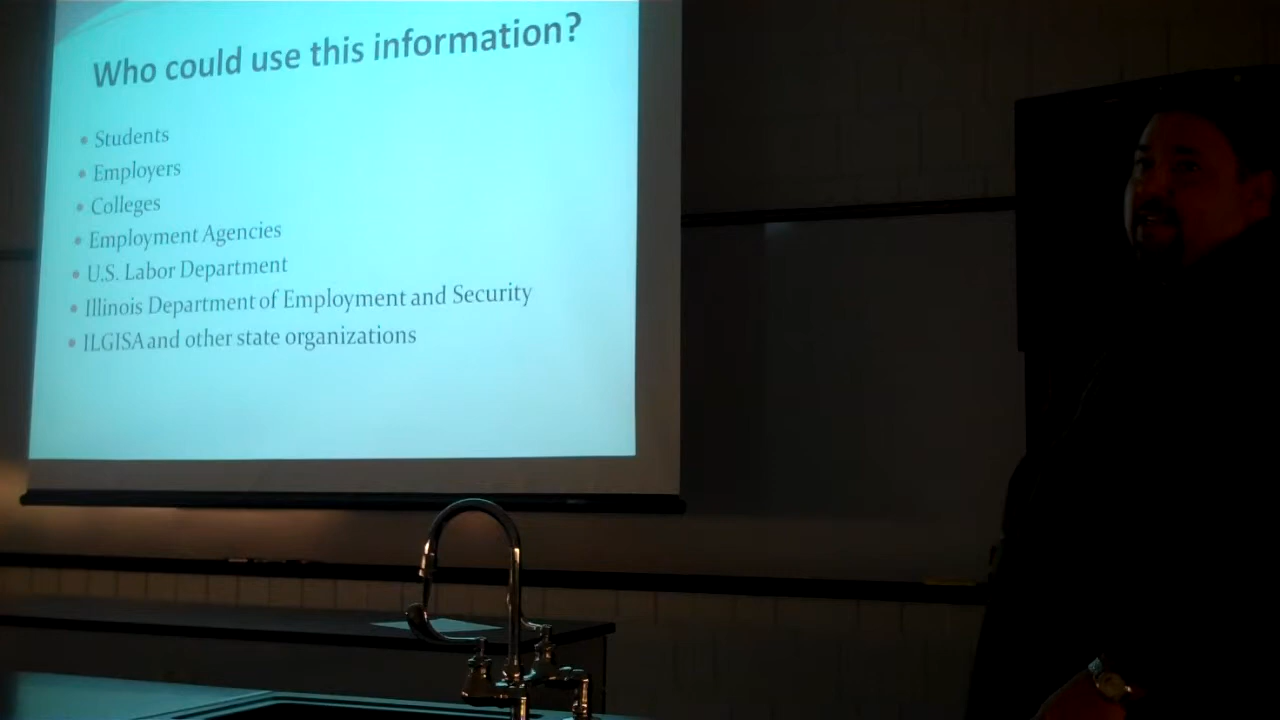 Who could use this information?
• Students
• Employers
• Colleges
• Employment Agencies
• U.S. Labor Department
• Illinois Department of Employment and Security
• ILGISA and other state organizations